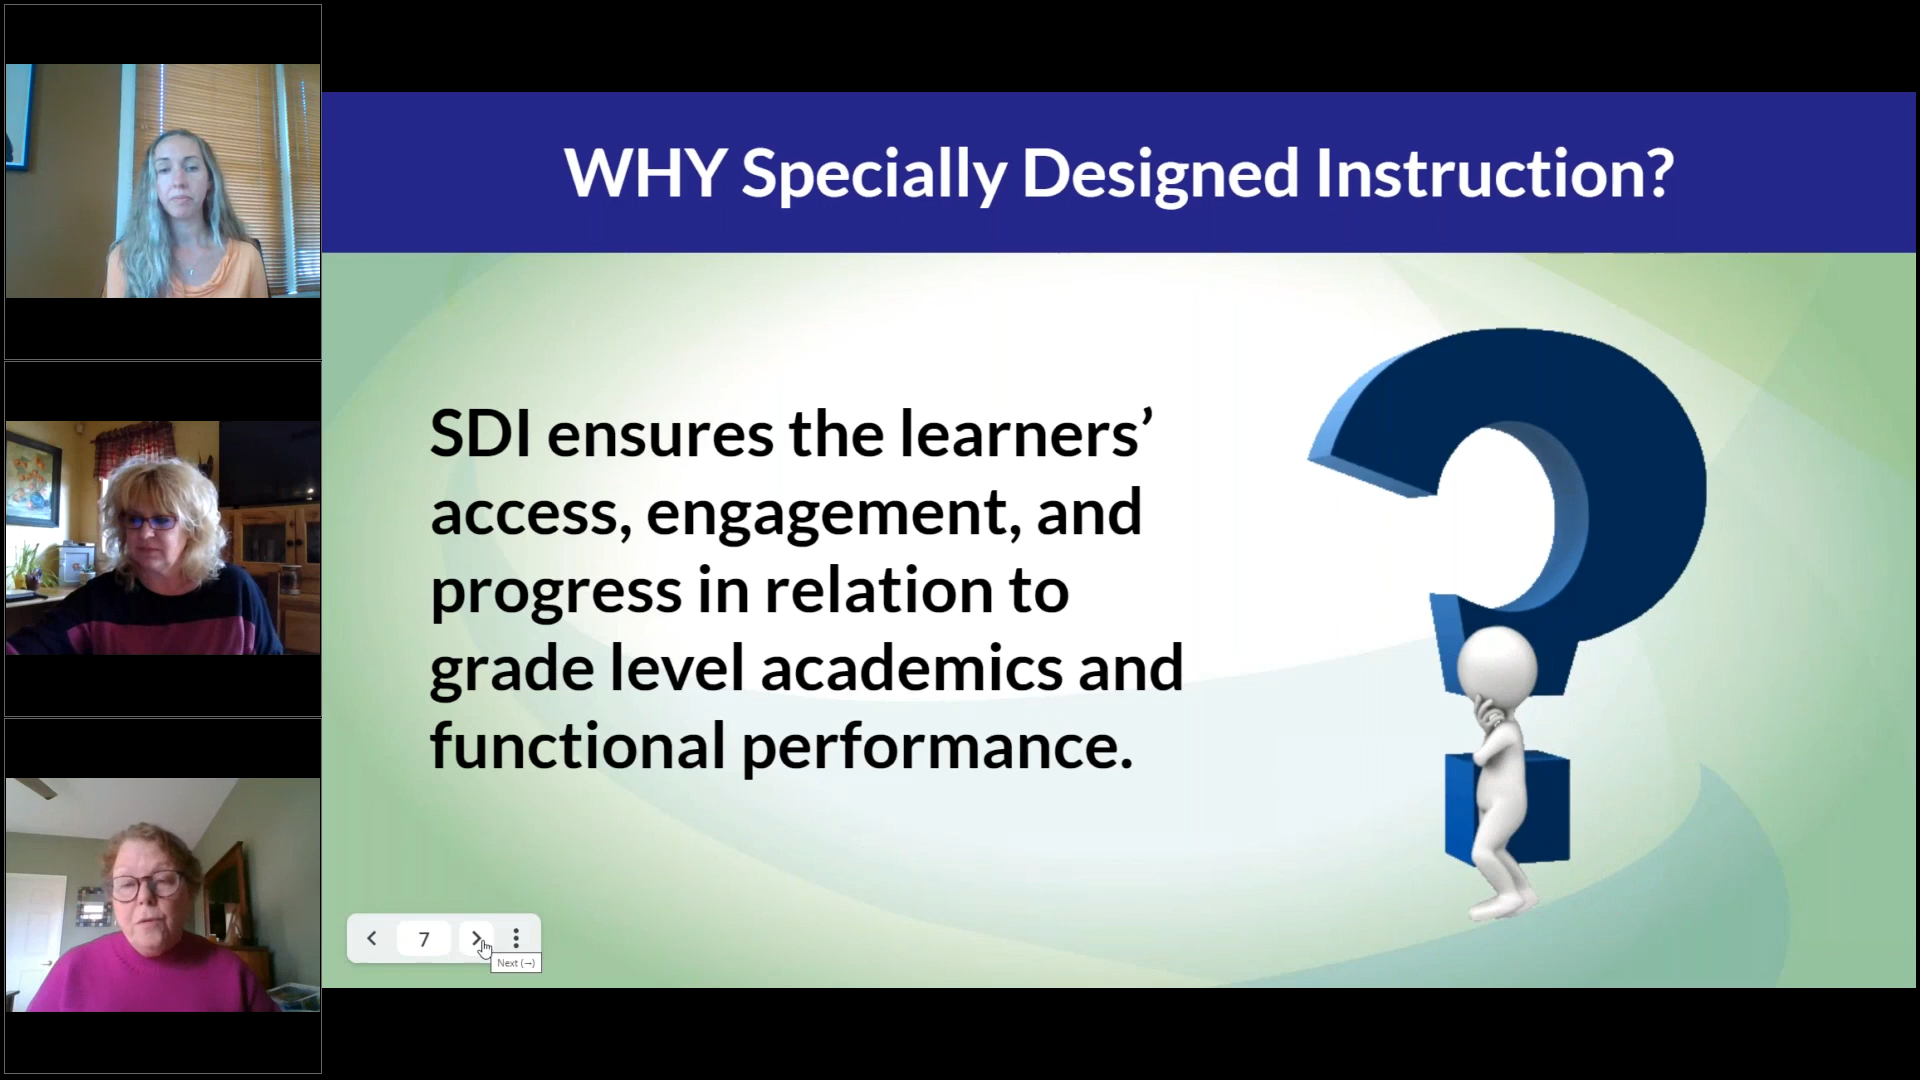 WHY Specially Designed Instruction?
SDI ensures the learners’
access, engagement, and
progress in relation to
grade level academics and
functional performance.
7
Next (→)